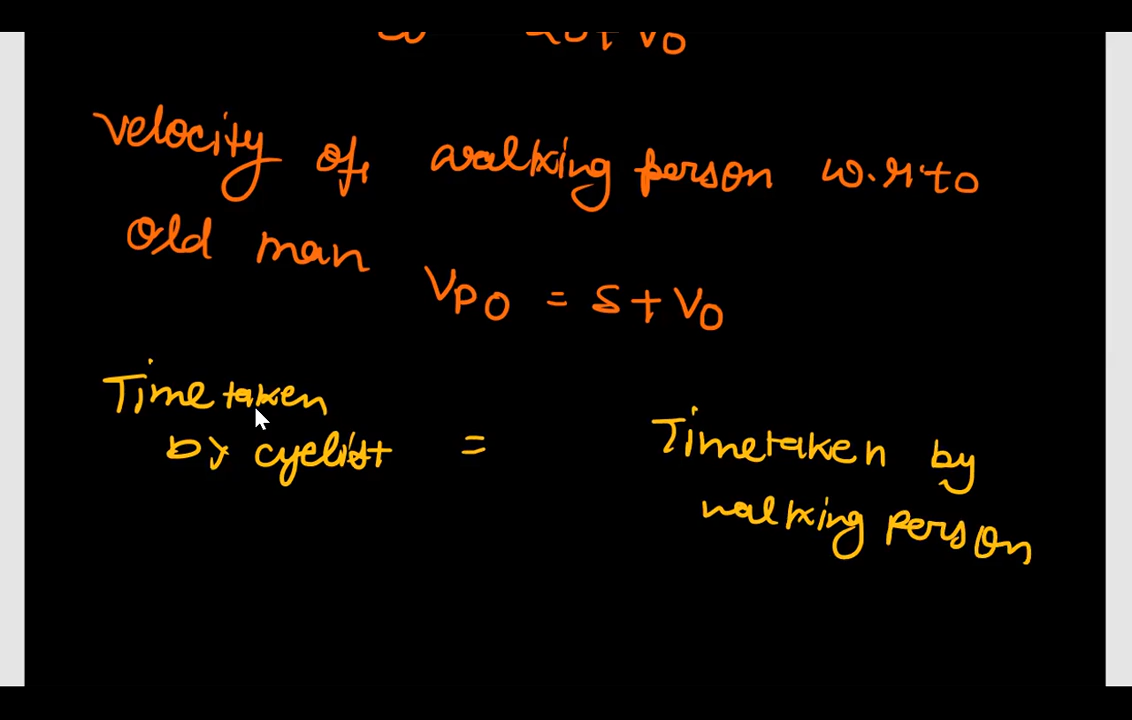 velocity of walking person w.r.to
old man VPO = 5 + VO
Time taken
by cyclist =
Time taken by
walking person